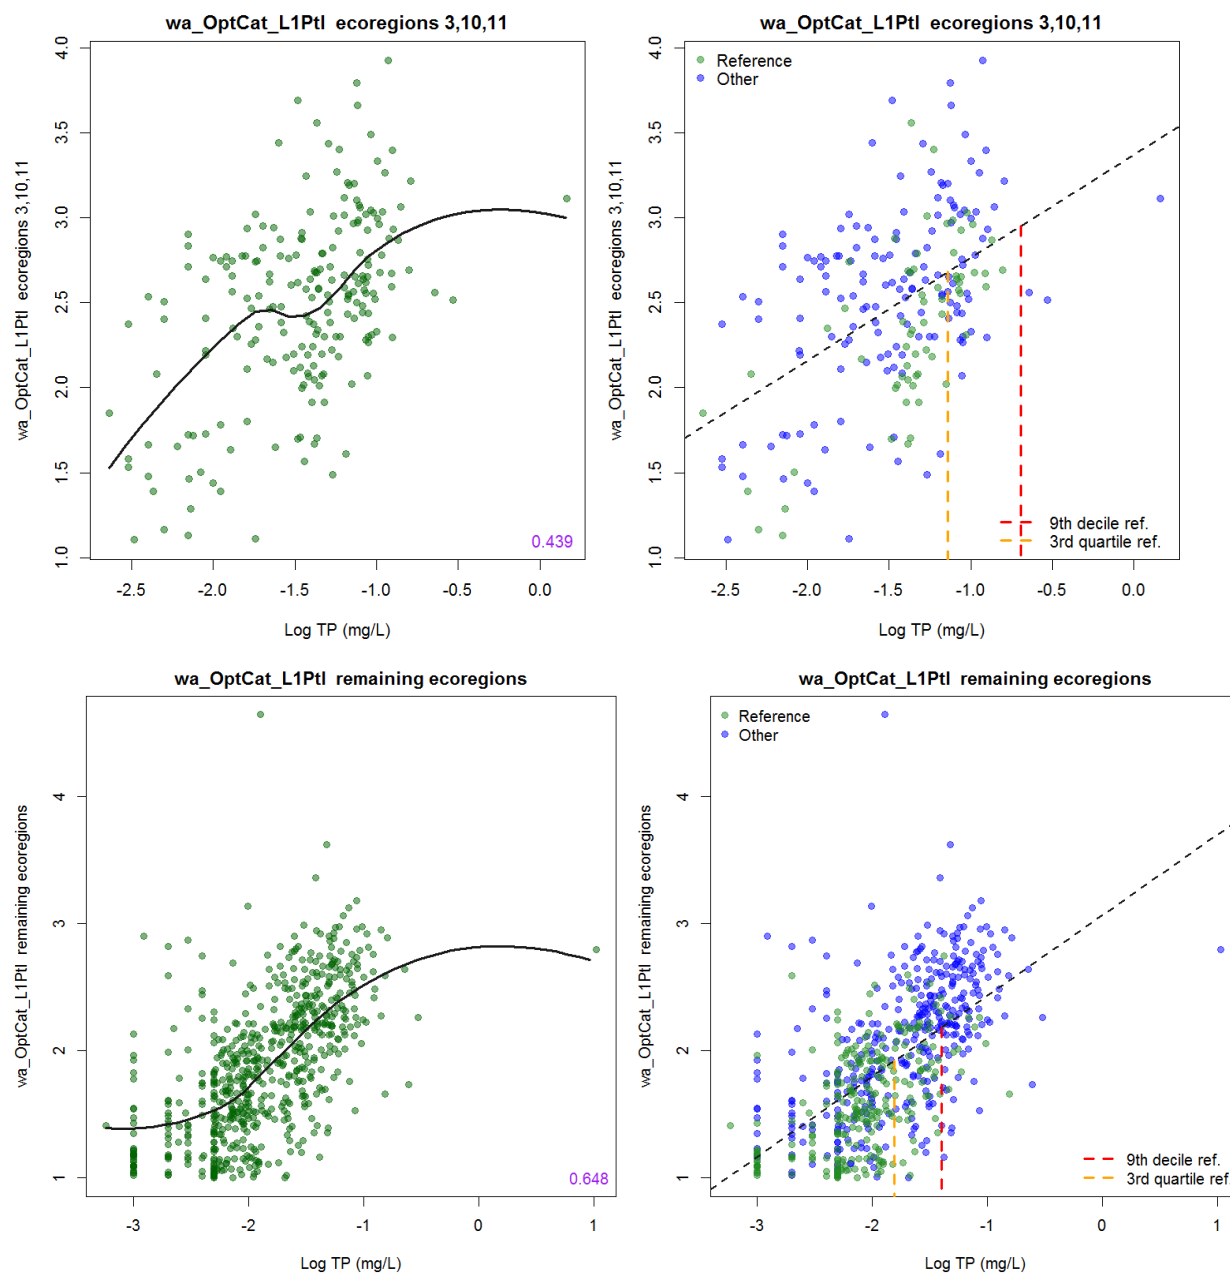 wa_OptCat_L1Ptl ecoregions 3,10,11
wa_OptCat_L1Ptl ecoregions 3,10,11
4.0
3.5
3.0
2.5
2.0
1.5
1.0
0.439
-2.5 -2.0 -1.5 -1.0 -0.5 0.0
Log TP (mg/L)
wa_OptCat_L1Ptl ecoregions 3,10,11
wa_OptCat_L1Ptl ecoregions 3,10,11
Reference
Other
4.0
3.5
3.0
2.5
2.0
1.5
1.0
9th decile ref.
3rd quartile ref.
-2.5 -2.0 -1.5 -1.0 -0.5 0.0
Log TP (mg/L)
wa_OptCat_L1Ptl remaining ecoregions
wa_OptCat_L1Ptl remaining ecoregions
4
3
2
1
0.648
-3 -2 -1 0 1
Log TP (mg/L)
wa_OptCat_L1Ptl remaining ecoregions
wa_OptCat_L1Ptl remaining ecoregions
Reference
Other
4
3
2
1
9th decile ref.
3rd quartile ref.
-3 -2 -1 0 1
Log TP (mg/L)